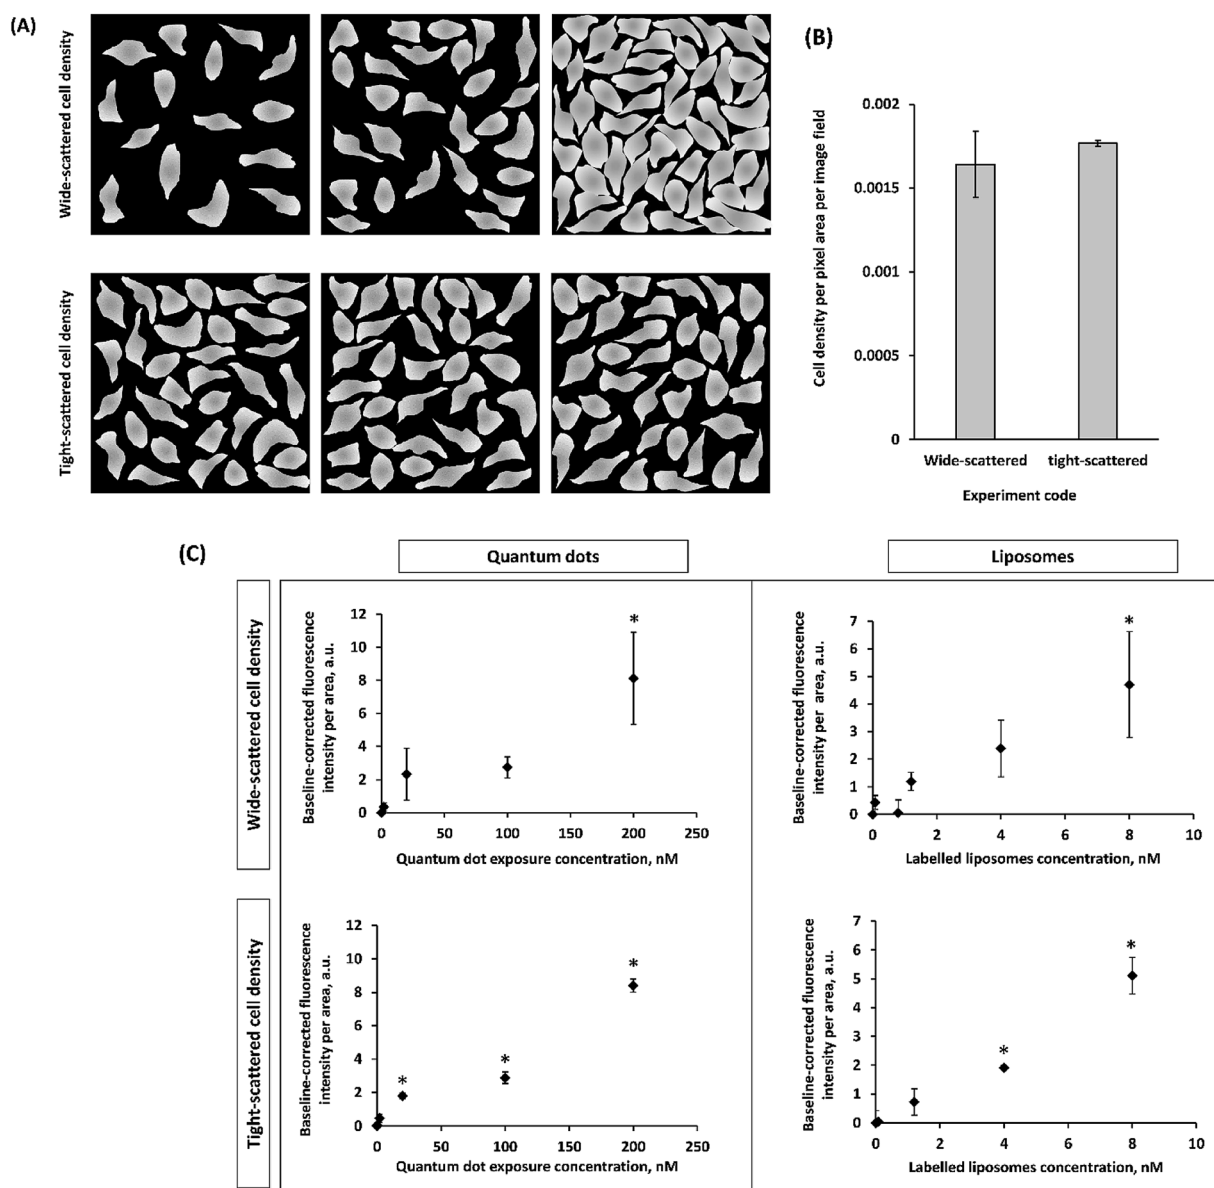 (A)
Wide-scattered cell density
Tight-scattered cell density
(B)
Cell density per pixel area per image field
0.002
0.0015
0.001
0.0005
0
Wide-scattered tight-scattered
Experiment code
(C)
Quantum dots
Liposomes
Wide-scattered cell density
Baseline-corrected fluorescence
intensity per area, a.u.
12
10
8
6
4
2
0
*
0 50 100 150 200 250
Quantum dot exposure concentration, nM
Baseline-corrected fluorescence
intensity per area, a.u.
7
6
5
4
3
2
1
0
*
0 2 4 6 8 10
Labelled liposomes concentration, nM
Tight-scattered cell density
Baseline-corrected fluorescence
intensity per area, a.u.
12
10
8
6
4
2
0
* * *
0 50 100 150 200 250
Quantum dot exposure concentration, nM
Baseline-corrected fluorescence
intensity per area, a.u.
7
6
5
4
3
2
1
0
* *
0 2 4 6 8 10
Labelled liposomes concentration, nM